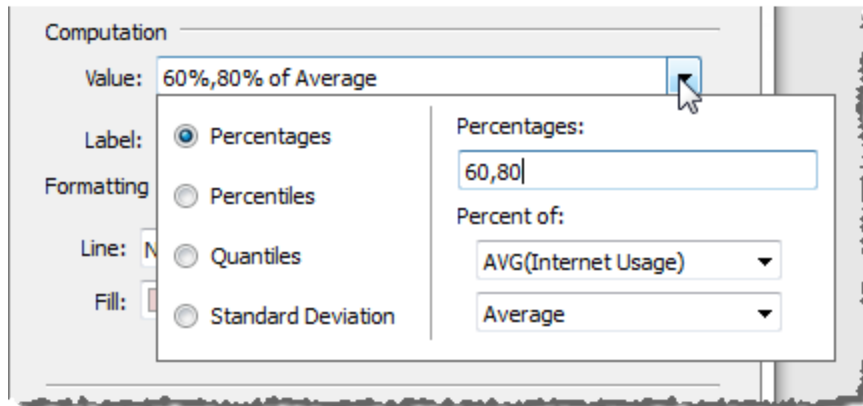 Computation
Value: 60%,80% of Average
Label:
Percentages
Percentages:
60,80
Formatting
Percentiles
Percent of:
Line: N
Quantiles
AVG(Internet Usage)
Fill:
Standard Deviation
Average